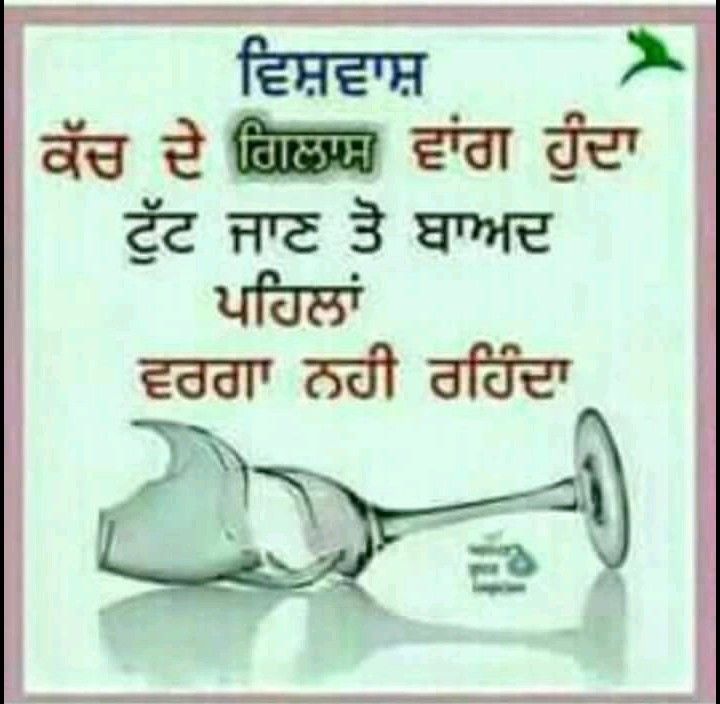 ਵਿਸ਼ਵਾਸ਼
ਕੱਚ ਦੇ ਗਿਲਾਸ ਵਾਂਗ ਹੁੰਦਾ
ਟੁੱਟ ਜਾਣ ਤੋ ਬਾਅਦ
ਪਹਿਲਾਂ
ਵਰਗਾ ਨਹੀ ਰਹਿੰਦਾ